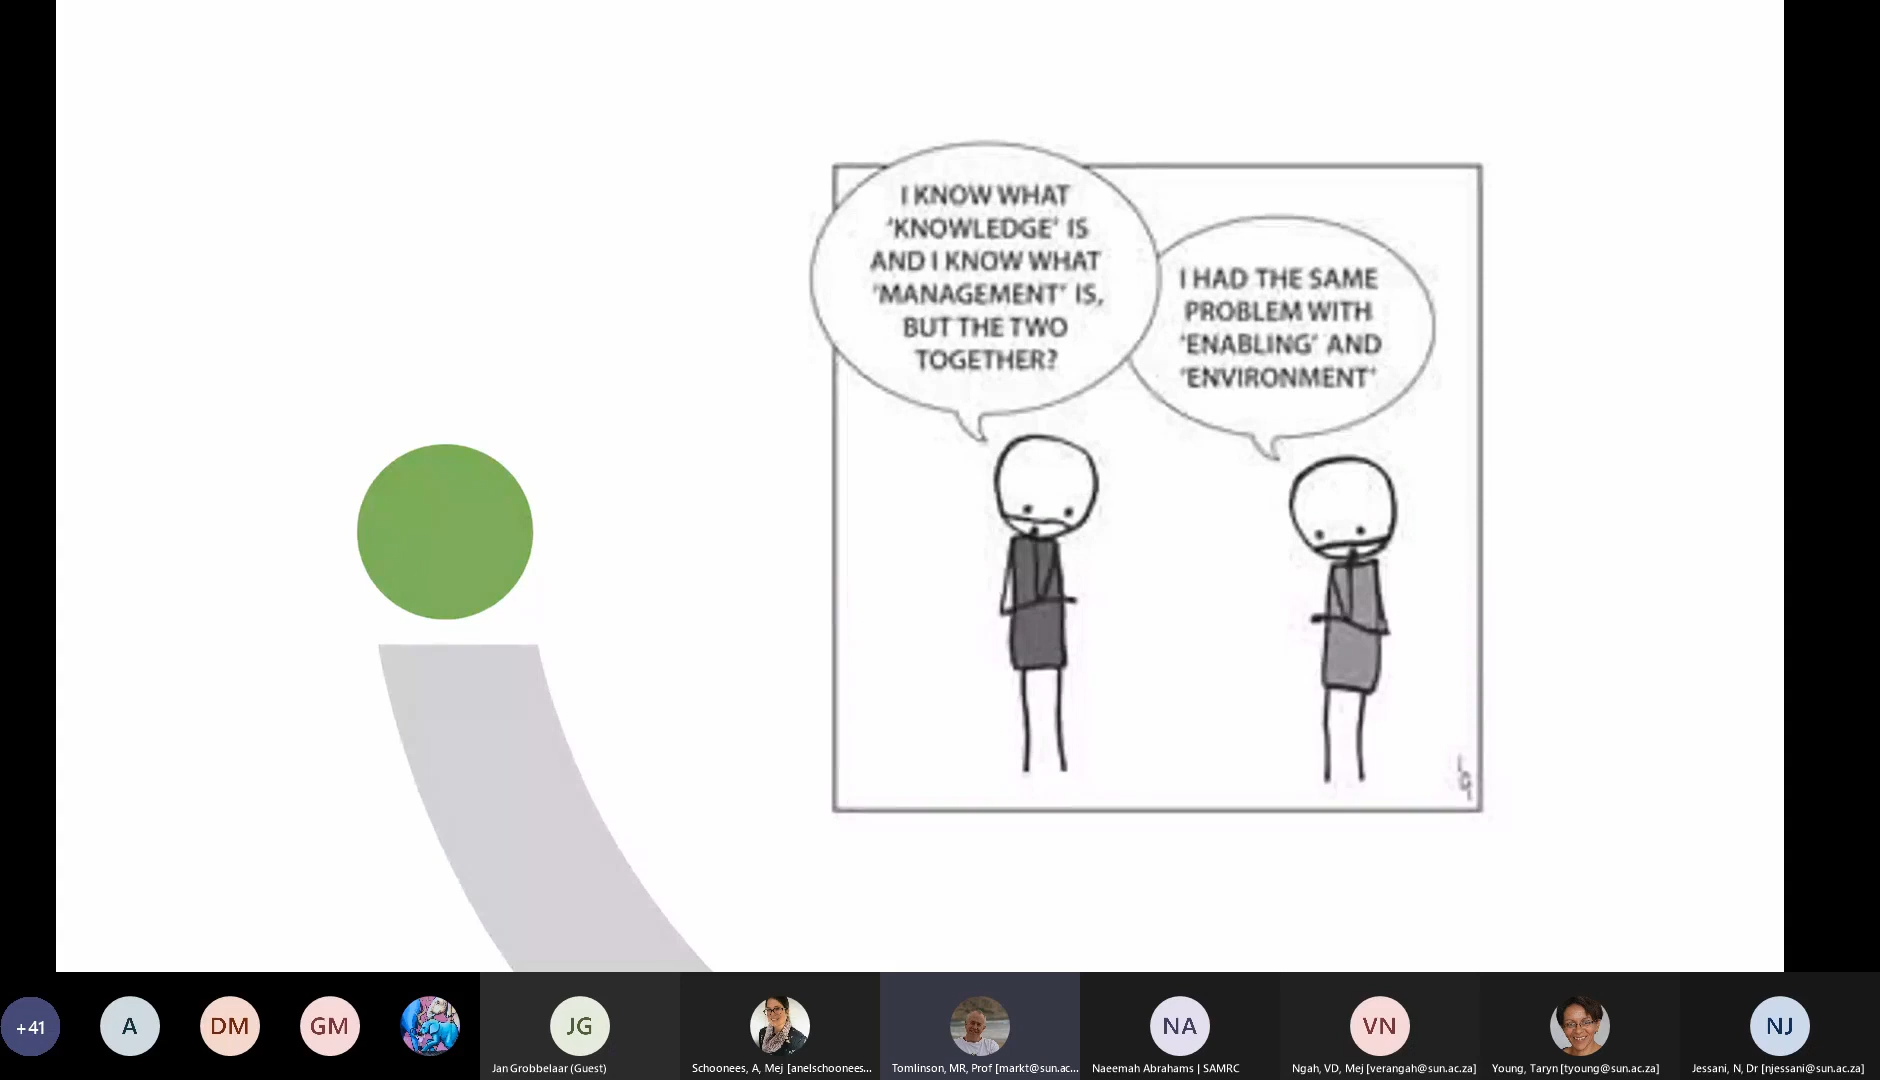 I KNOW WHAT
'KNOWLEDGE' IS
AND I KNOW WHAT
'MANAGEMENT' IS,
BUT THE TWO
TOGETHER?
I HAD THE SAME
PROBLEM WITH
'ENABLING' AND
'ENVIRONMENT'
+41
A
DM
GM
JG
NA
VN
NJ
Jan Grobbelaar (Guest)
Schoonees, A, Mej [anelschoonees...
Tomlinson, MR, Prof [markt@sun.ac...
Naeemah Abrahams | SAMRC
Ngah, VD, Mej [verangah@sun.ac.za]
Young, Taryn [tyoung@sun.ac.za]
Jessani, N, Dr [njessani@sun.ac.za]